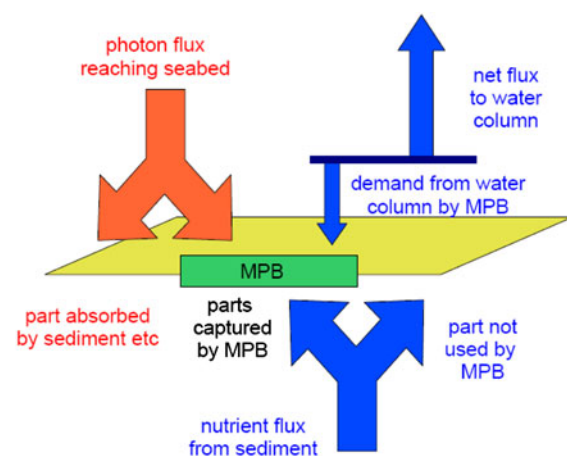 photon flux
reaching seabed
net flux
to water
column
demand from water
column by MPB
MPB
part absorbed
by sediment etc
parts
captured
by MPB
part not
used by
MPB
nutrient flux
from sediment